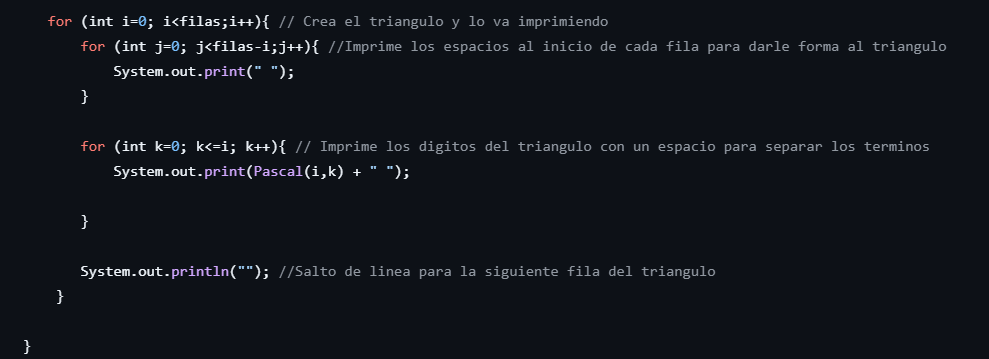 for (int i=0; i<filas;i++){ // Crea el triangulo y lo va imprimiendo
for (int j=0; j<filas-i;j++){ //Imprime los espacios al inicio de cada fila para darle forma al triangulo
System.out.print(" ");
}
for (int k=0; k<=i; k++){ // Imprime los digitos del triangulo con un espacio para separar los terminos
System.out.print(Pascal(i,k) + " ");
}
System.out.println(""); //Salto de linea para la siguiente fila del triangulo
}
}